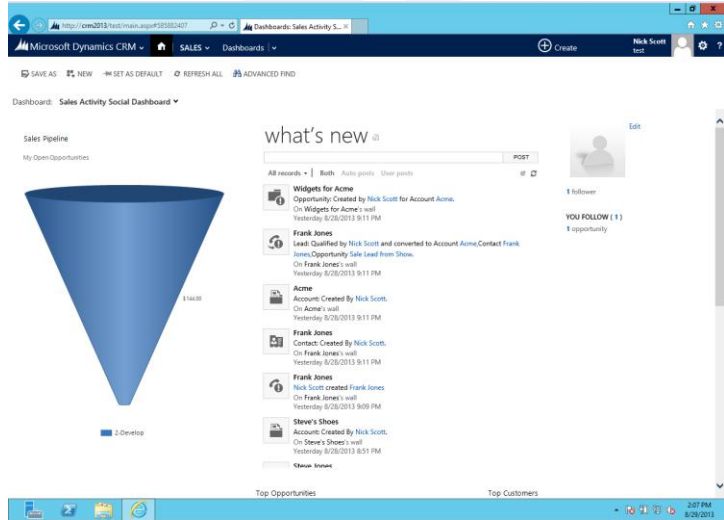 http://crm2013/test/main.aspx#585882407
Dashboards: Sales Activity S...
Microsoft Dynamics CRM
SALES
Dashboards
Create
Nick Scott
test
?
SAVE AS
NEW
SET AS DEFAULT
REFRESH ALL
ADVANCED FIND
Dashboard: Sales Activity Social Dashboard
Sales Pipeline
My Open Opportunities
2-Develop
what's new
POST
All records
Both Auto posts User posts
Widgets for Acme
Opportunity: Created by Nick Scott for Account Acme.
On Widgets for Acme's wall
Yesterday 8/28/2013 9:11 PM
Frank Jones
Lead: Qualified by Nick Scott and converted to Account Acme,Contact Frank
Jones,Opportunity Sale Lead from Show.
On Frank Jones's wall
Yesterday 8/28/2013 9:11 PM
Acme
Account: Created By Nick Scott.
On Acme's wall
Yesterday 8/28/2013 9:11 PM
Frank Jones
Contact: Created By Nick Scott.
On Frank Jones's wall
Yesterday 8/28/2013 9:11 PM
Frank Jones
Nick Scott created Frank Jones
On Frank Jones's wall
Yesterday 8/28/2013 9:09 PM
Steve's Shoes
Account: Created By Nick Scott.
On Steve's Shoes's wall
Yesterday 8/28/2013 8:51 PM
Steve Jones
Edit
1 follower
YOU FOLLOW ( 1 )
1 opportunity
Top Opportunities
Top Customers
2:07 PM
8/29/2013